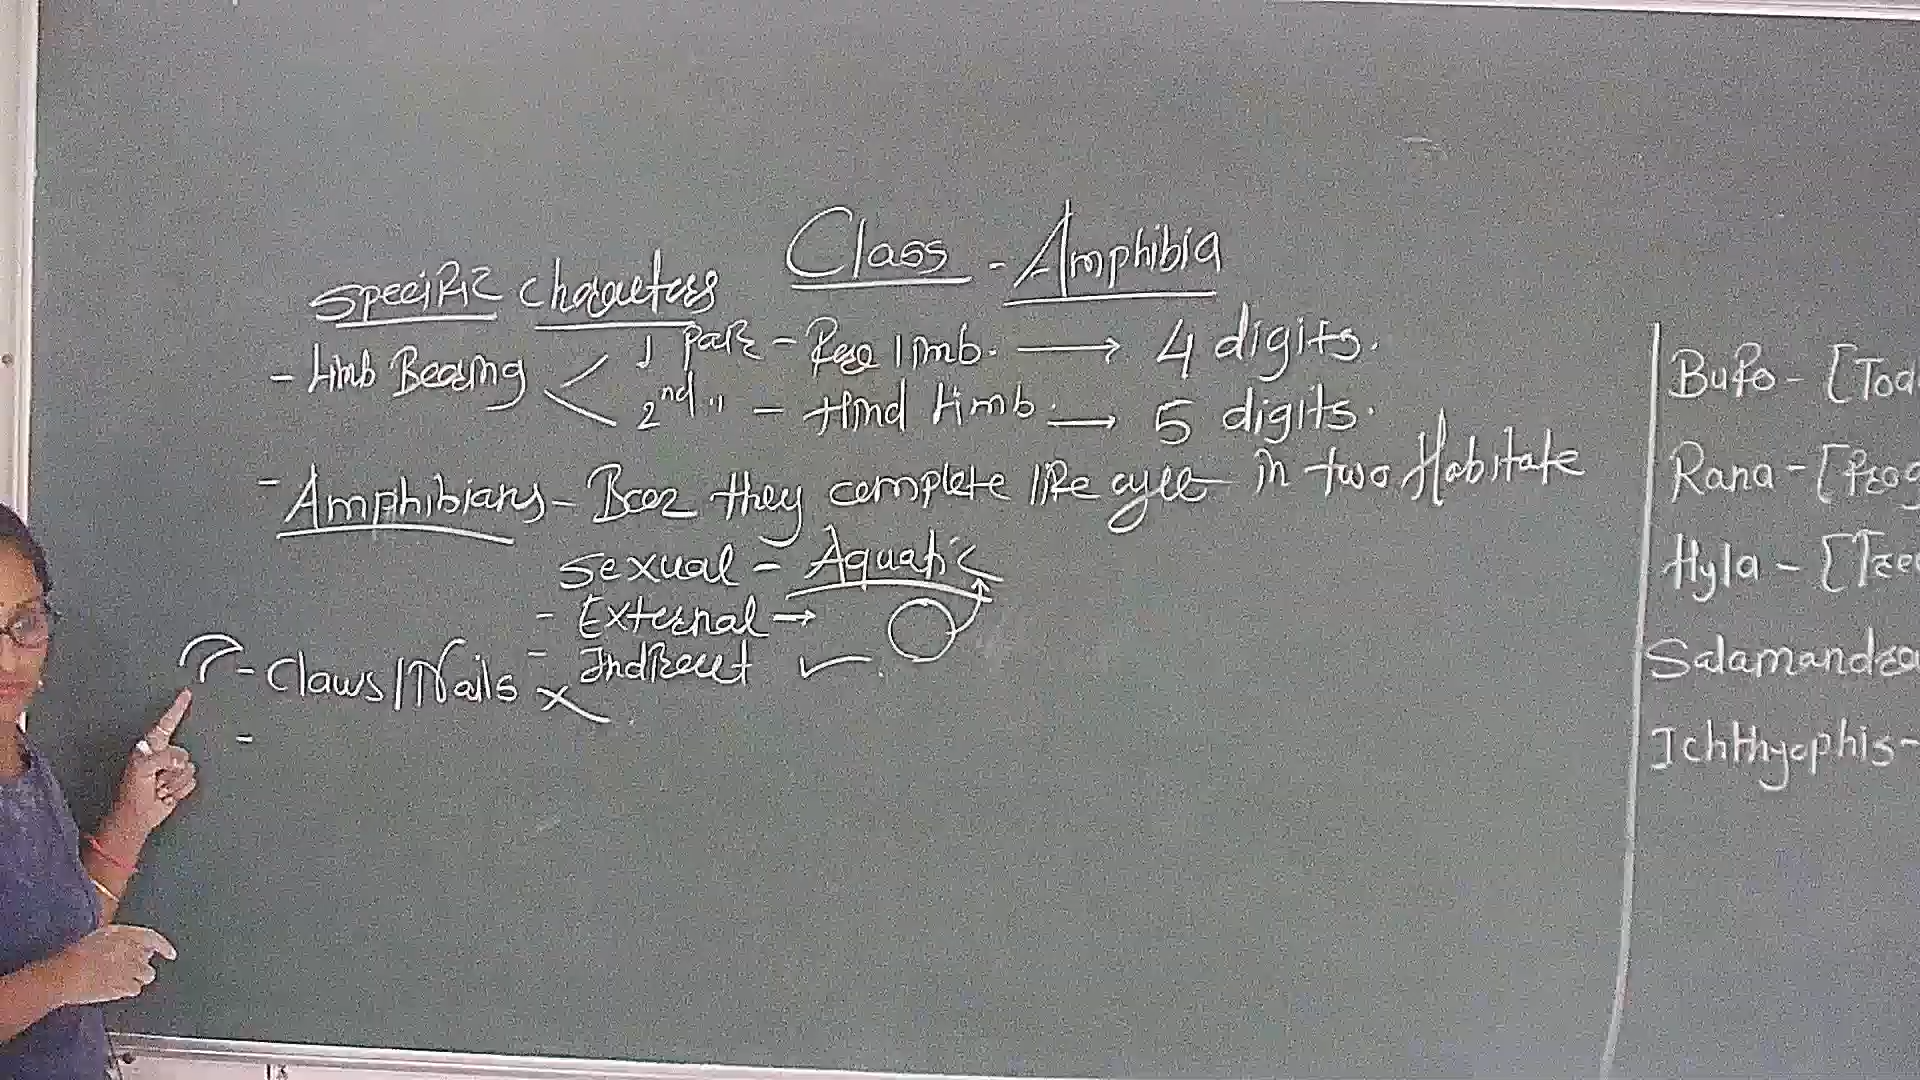 Class - Amphibia
Specific characters
- Limb Bearing
1 Pair - Fore limb. → 4 digits.
2nd " - Hind limb. → 5 digits.
- Amphibians - Bcoz they complete life cycle in two Habitate
Sexual - Aquatic
- External →
- Indirect ✓.
- Claws/Nails x.
-
Bufo - [Toa
Rana - [Frog
Hyla - [Tree
Salamandra
Ichthyophis -